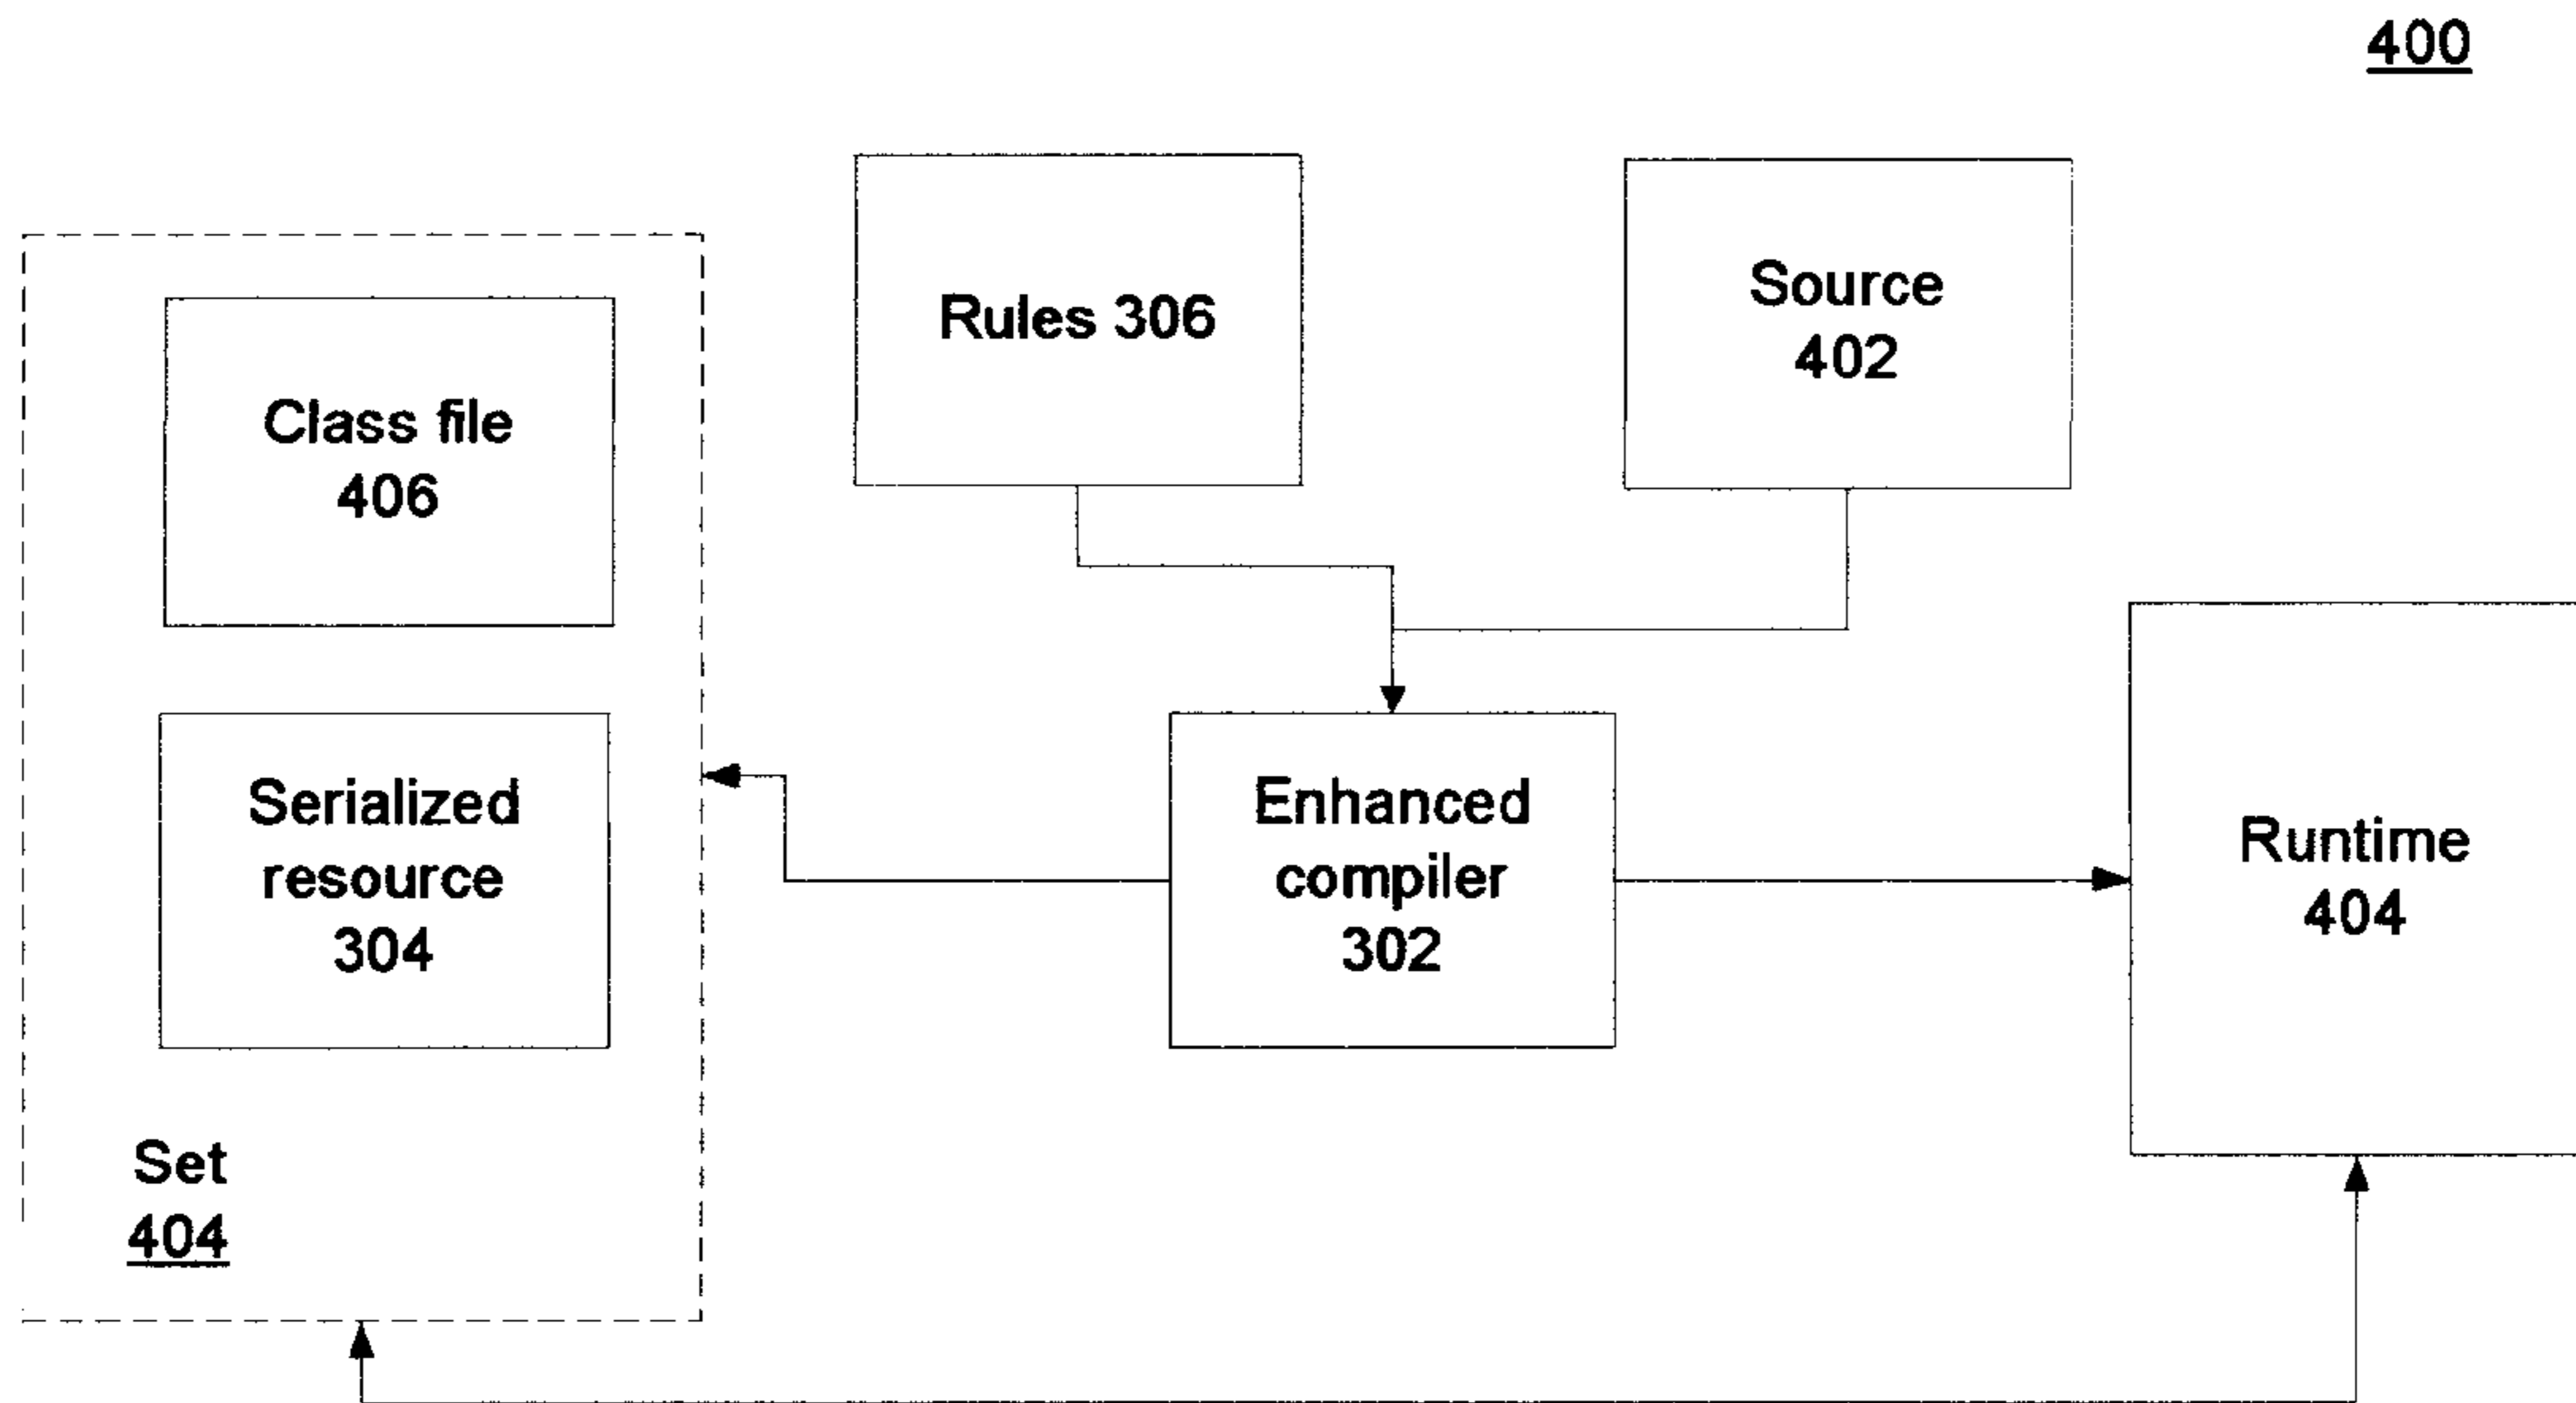 400
Rules 306
Source
402
Class file
406
Serialized
resource
304
Enhanced
compiler
302
Runtime
404
Set
404